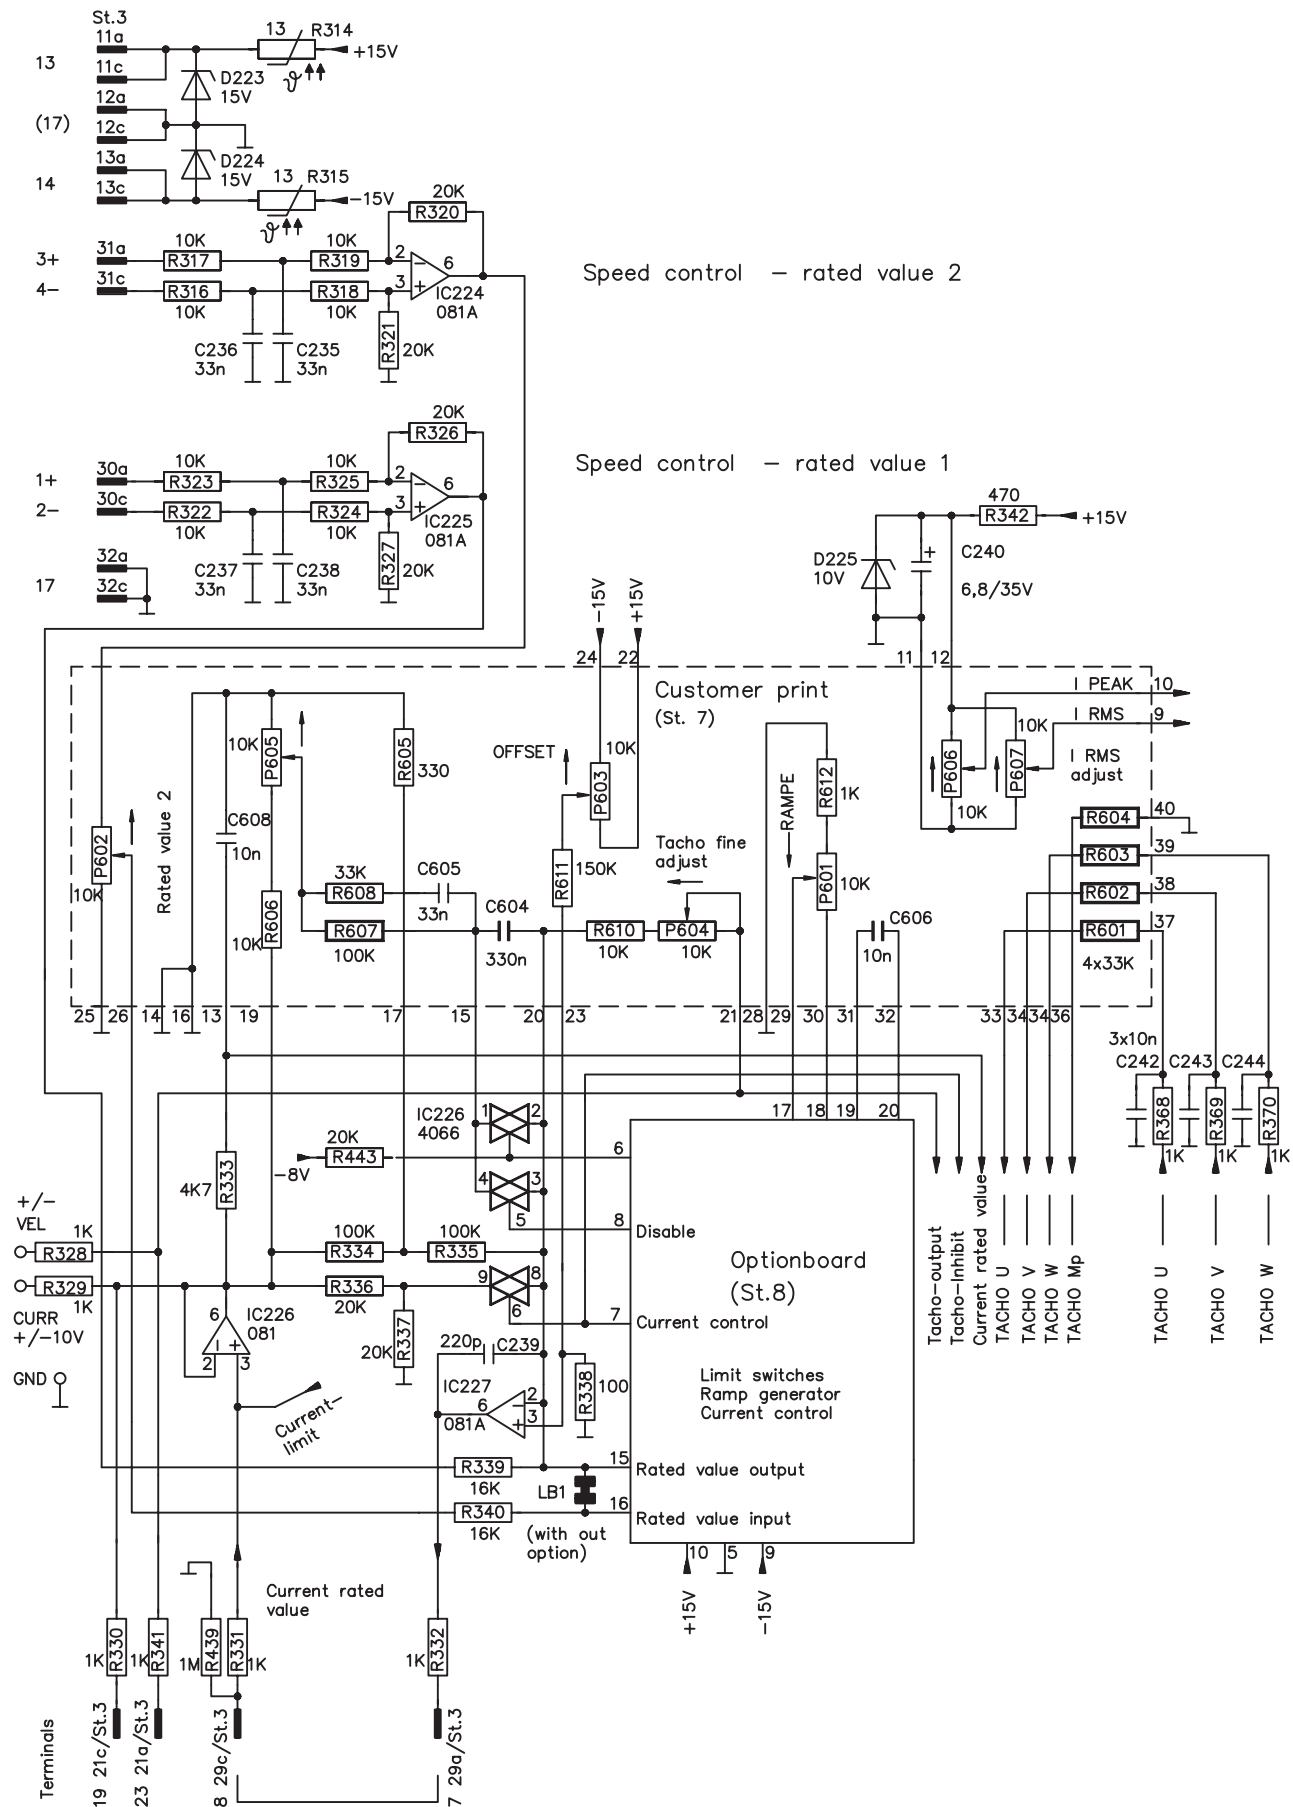 St.3
11a
13
R314
+15V
13
11c
D223
15V
12a
(17)
12c
13a
D224
15V
14
13c
13
R315
-15V
ϑ
ϑ
20K
R320
3+
31a
10K
R317
10K
R319
2
6
Speed control – rated value 2
4-
31c
R316
10K
R318
10K
3
IC224
081A
C236
33n
C235
33n
R321
20K
20K
R326
Speed control – rated value 1
1+
30a
10K
R323
10K
R325
2
6
2-
30c
R322
10K
R324
10K
3
IC225
081A
470
R342
+15V
32a
17
32c
C237
33n
C238
33n
R327
20K
D225
10V
+
C240
6,8/35V
-15V
+15V
24
22
11
12
Customer print
(St. 7)
I PEAK
10
I RMS
9
10K
P605
R605
330
OFFSET
10K
P603
R612
1K
10K
P606
10K
P607
I RMS
adjust
RAMPE
P602
10K
Rated value 2
C608
10n
R611
150K
Tacho fine
adjust
P601
10K
R604
40
R603
39
R602
38
R601
37
4x33K
33K
R608
C605
33n
R606
10K
R607
100K
C604
330n
R610
10K
P604
10K
C606
10n
25
26
14
16
13
19
17
15
20
23
21
28
29
30
31
32
33
34
34
36
3x10n
C242
C243
C244
R368
1K
R369
1K
R370
1K
IC226
4066
1
2
17
18
19
20
20K
R443
-8V
6
4
3
5
8
Disable
R333
4K7
+/-
VEL
1K
R328
100K
R334
100K
R335
Optionboard
(St.8)
R329
1K
R336
20K
9
8
6
7
Current control
CURR
+/-10V
6
IC226
081
2
3
R337
20K
220p
C239
GND
IC227
081A
6
2
3
R338
100
Limit switches
Ramp generator
Current control
Current-
limit
Tacho-output
Tacho-Inhibit
Current rated value
TACHO U
TACHO V
TACHO W
TACHO Mp
TACHO U
TACHO V
TACHO W
R339
16K
15
Rated value output
LB1
R340
16K
16
Rated value input
(with out
option)
10
5
9
+15V
-15V
Current rated
value
1K
R330
1K
R341
1M
R439
R331
1K
1K
R332
Terminals
19 21c/St.3
23 21a/St.3
8 29c/St.3
7 29a/St.3